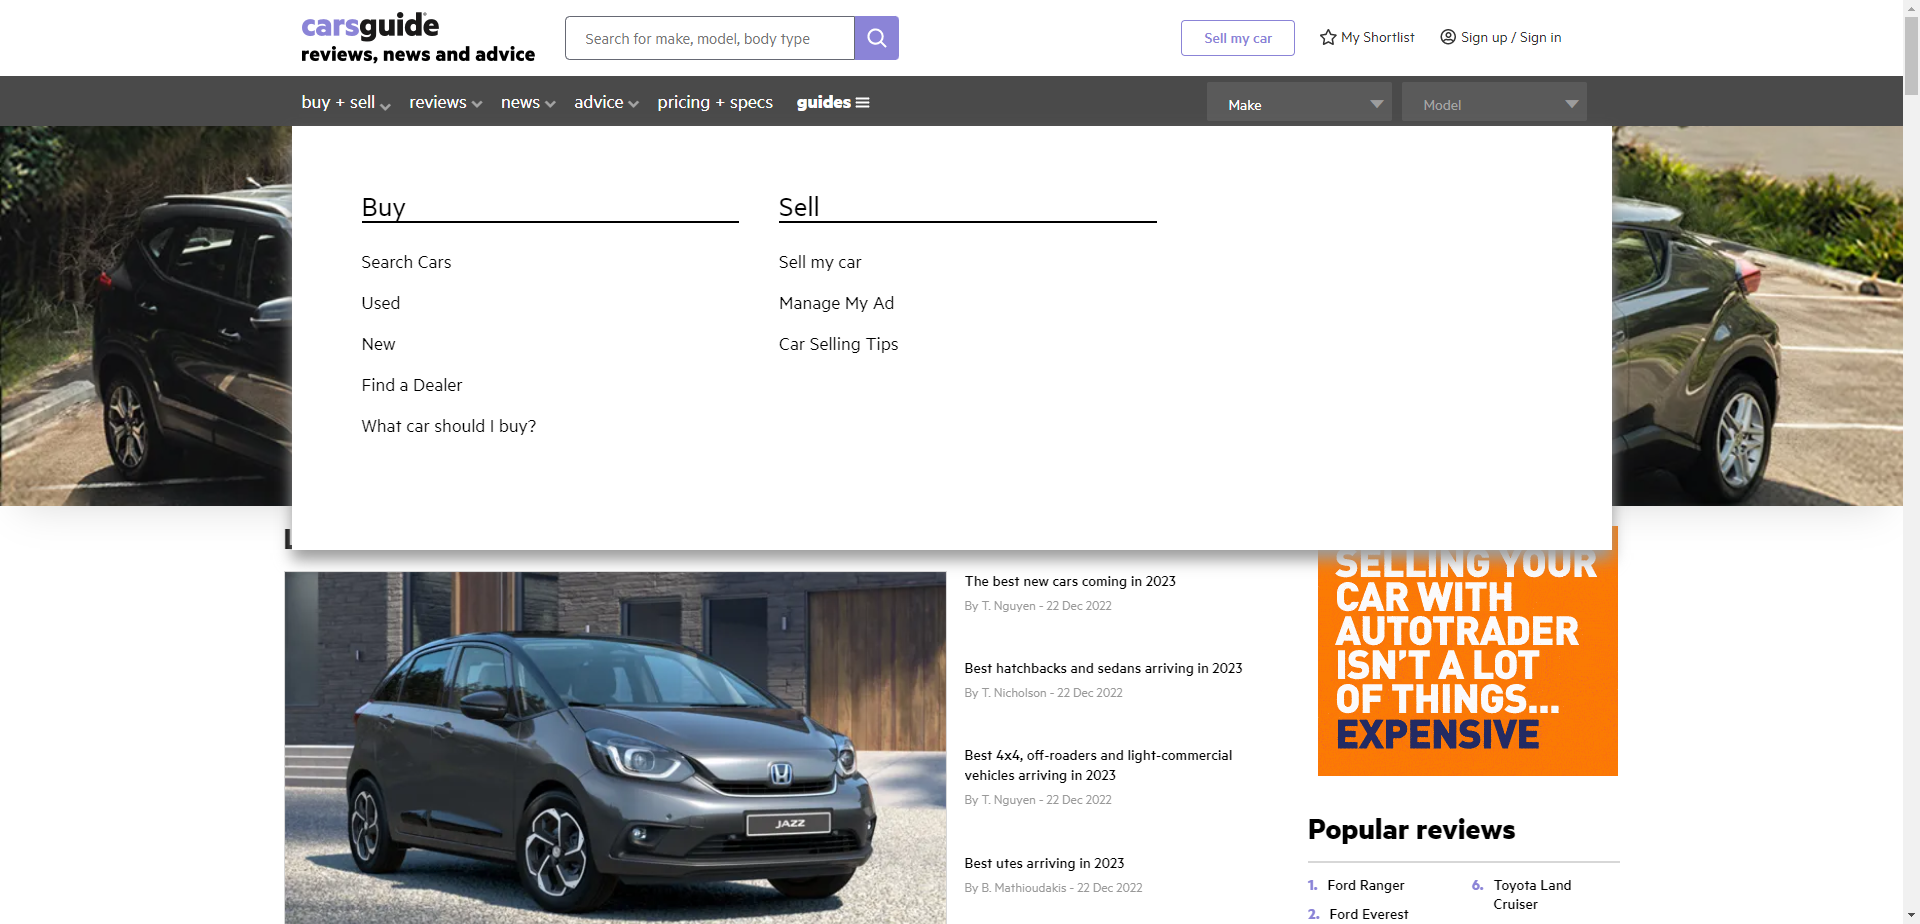 carsguide
reviews, news and advice
Search for make, model, body type
Sell my car
My Shortlist
Sign up / Sign in
buy + sell
reviews
news
advice
pricing + specs
guides
Make
Model
Buy
Search Cars
Used
New
Find a Dealer
What car should I buy?
Sell
Sell my car
Manage My Ad
Car Selling Tips
JAZZ
The best new cars coming in 2023
By T. Nguyen - 22 Dec 2022
Best hatchbacks and sedans arriving in 2023
By T. Nicholson - 22 Dec 2022
Best 4x4, off-roaders and light-commercial
vehicles arriving in 2023
By T. Nguyen - 22 Dec 2022
Best utes arriving in 2023
By B. Mathioudakis - 22 Dec 2022
SELLING YOUR
CAR WITH
AUTOTRADER
ISN'T A LOT
OF THINGS...
EXPENSIVE
Popular reviews
1. Ford Ranger
2. Ford Everest
6. Toyota Land
Cruiser